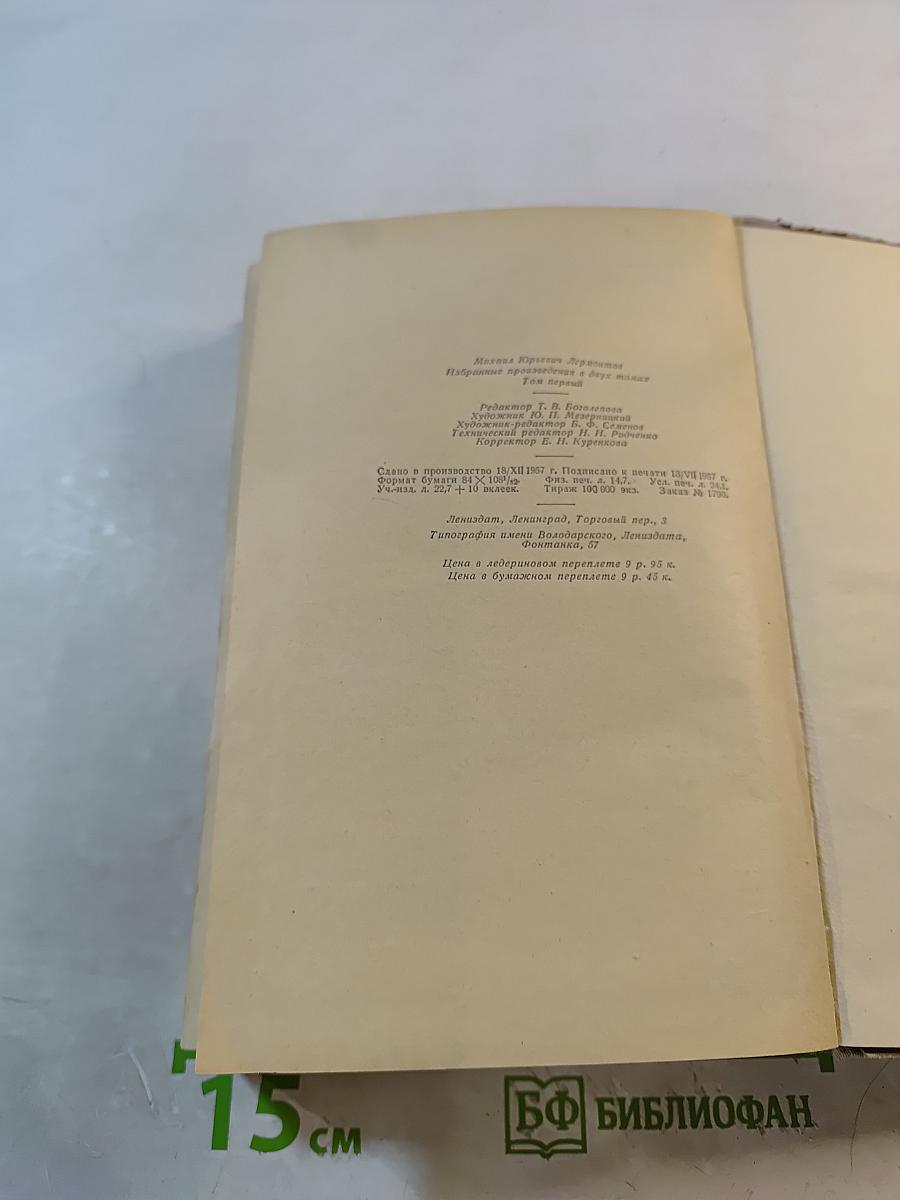 Михаил Юрьевич Лермонтов
Избранные произведения в двух томах
Том первый
Редактор Т. В. Боголепова
Художник Ю. П. Мезерницкий
Художник-редактор Б. Ф. Семенов
Технический редактор Н. И. Родченко
Корректор Е. Н. Куренкова
Сдано в производство 18/XII 1957 г. Подписано к печати 13/VII 1957 г.
Формат бумаги 84 × 108¹/₃₂. Физ. печ. л. 14,7. Усл. печ. л. 24,1.
Уч.-изд. л. 22,7 + 10 вклеек. Тираж 100 000 экз. Заказ № 1790.
Лениздат, Ленинград, Торговый пер., 3
Типография имени Володарского, Лениздата,
Фонтанка, 57
Цена в ледериновом переплете 9 р. 95 к.
Цена в бумажном переплете 9 р. 45 к.
15 см
БФ БИБЛИОФАН